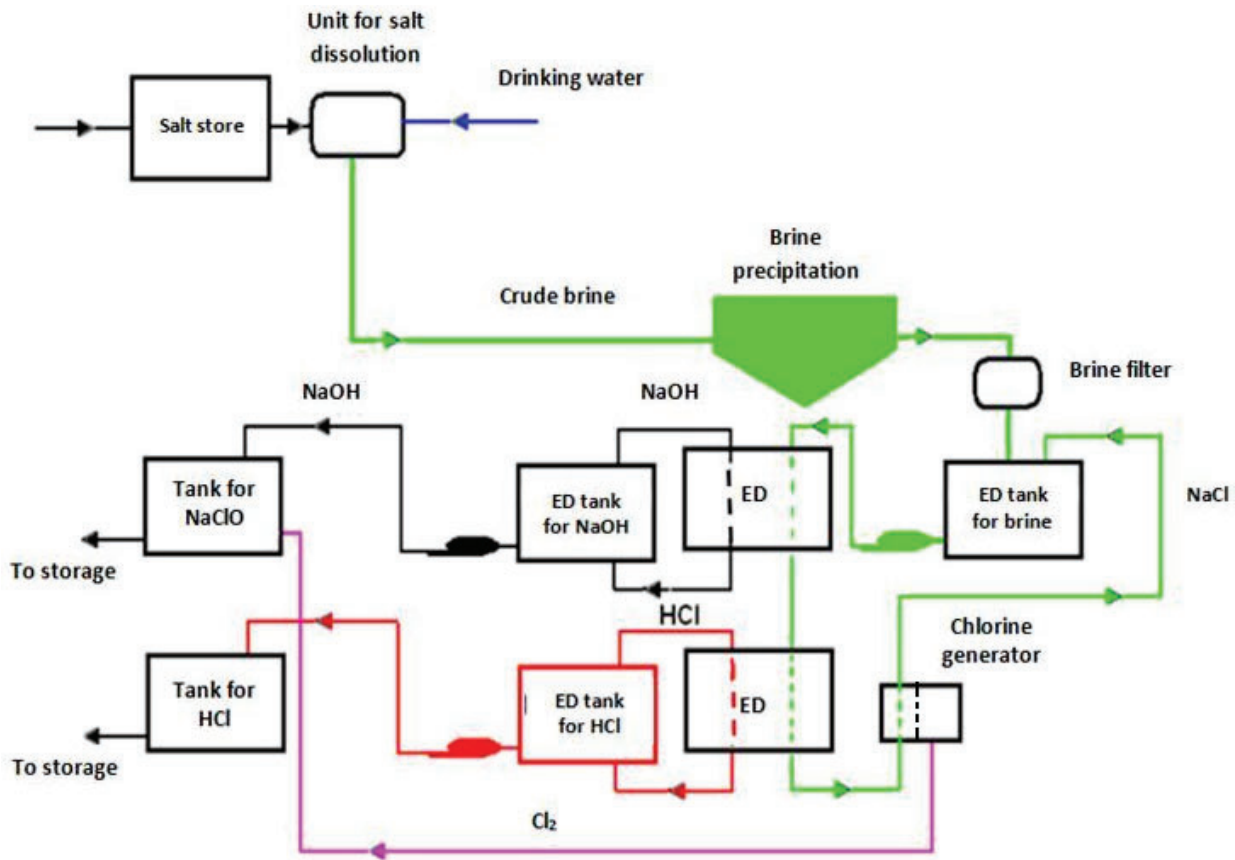 Unit for salt
dissolution
Drinking water
Salt store
Brine
precipitation
Crude brine
Brine filter
NaOH
NaOH
Tank for
NaClO
ED tank
for NaOH
ED
ED tank
for brine
NaCl
To storage
HCl
Chlorine
generator
Tank for
HCl
ED tank
for HCl
ED
To storage
Cl₂